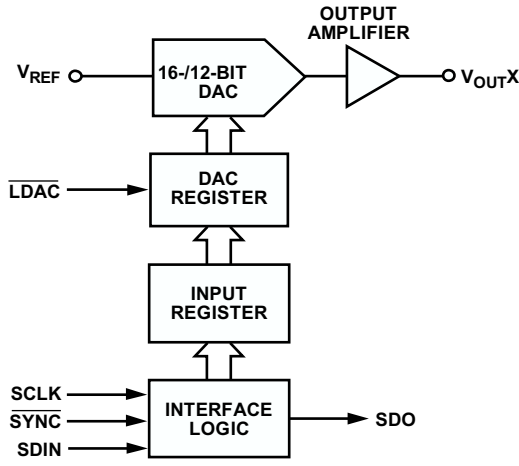 OUTPUT
AMPLIFIER
VREF
16-/12-BIT
DAC
VOUTX
LDAC
DAC
REGISTER
INPUT
REGISTER
SCLK
SYNC
SDIN
INTERFACE
LOGIC
SDO